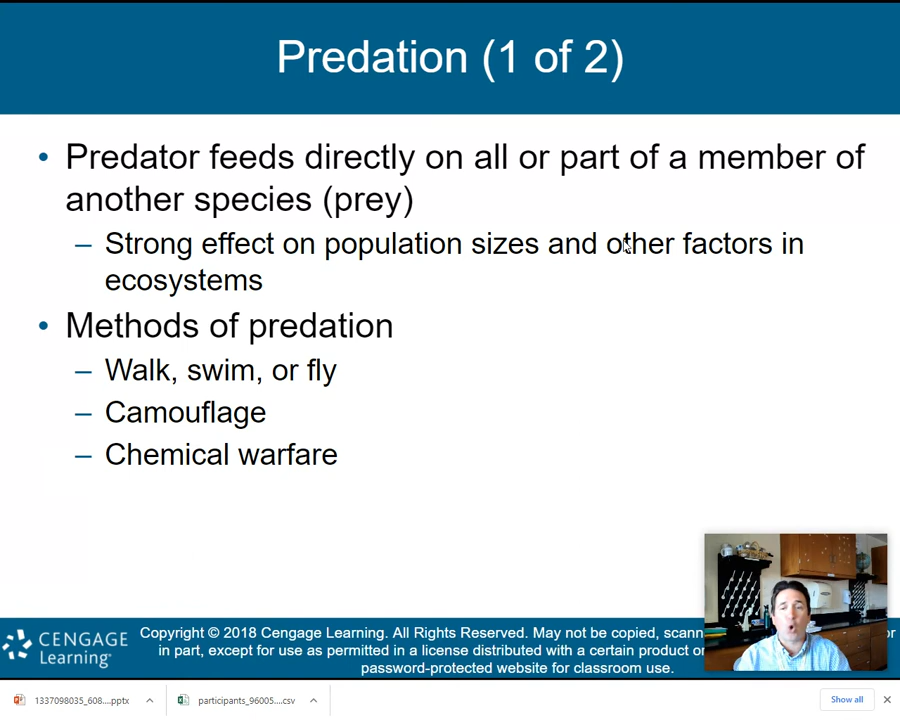 Predation (1 of 2)
• Predator feeds directly on all or part of a member of
another species (prey)
– Strong effect on population sizes and other factors in
ecosystems
• Methods of predation
– Walk, swim, or fly
– Camouflage
– Chemical warfare
CENGAGE
Learning
Copyright © 2018 Cengage Learning. All Rights Reserved. May not be copied,
in part, except for use as permitted in a license distributed with a certain product
password-protected website for classroom use.
1337098035_608....pptx
participants_96005....csv
Show all